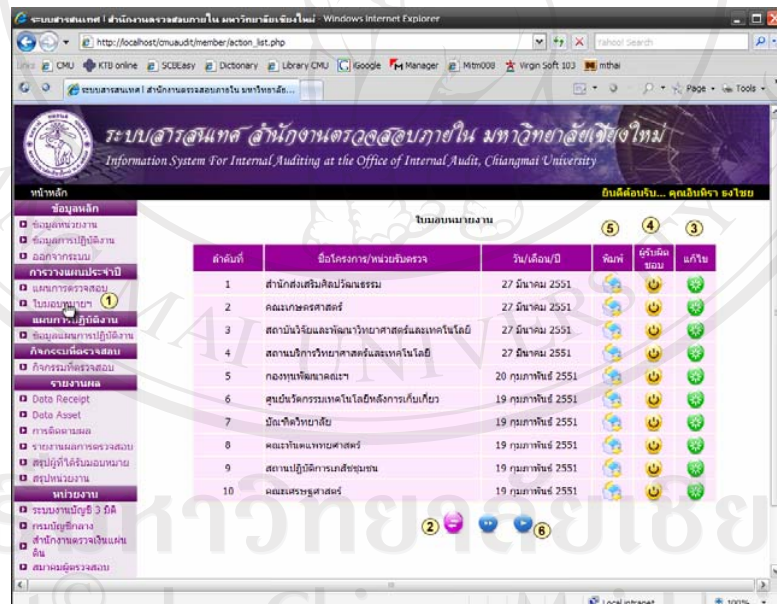 ระบบสารสนเทศ | สำนักงานตรวจสอบภายใน มหาวิทยาลัยเชียงใหม่ - Windows Internet Explorer
http://localhost/cmuaudit/member/action_list.php
Yahoo! Search
Links CMU KTB online SCBEasy Dictonary Library CMU iGoogle Manager Mitm008 Virgin Soft 103 mthai
ระบบสารสนเทศ | สำนักงานตรวจสอบภายใน มหาวิทยาลัย...
Page Tools
ระบบสารสนเทศ สำนักงานตรวจสอบภายใน มหาวิทยาลัยเชียงใหม่
Information System For Internal Auditing at the Office of Internal Audit, Chiangmai University
หน้าหลัก
ยินดีต้อนรับ... คุณอินทิรา ธงไชย
ข้อมูลหลัก
ข้อมูลหน่วยงาน
ข้อมูลการปฏิบัติงาน
ออกจากระบบ
การวางแผนประจำปี
แผนการตรวจสอบ
ใบมอบหมายฯ 1
แผนการปฏิบัติงาน
ข้อมูลแผนการปฏิบัติงาน
กิจกรรมที่ตรวจสอบ
กิจกรรมที่ตรวจสอบ
รายงานผล
Data Receipt
Data Asset
การติดตามผล
รายงานผลการตรวจสอบ
สรุปผู้ที่ได้รับมอบหมาย
สรุปหน่วยงาน
หน่วยงาน
ระบบงานบัญชี 3 มิติ
กรมบัญชีกลาง
สำนักงานตรวจเงินแผ่นดิน
สมาคมผู้ตรวจสอบ
ใบมอบหมายงาน
5 4 3
ลำดับที่ ชื่อโครงการ/หน่วยรับตรวจ วัน/เดือน/ปี พิมพ์ ผู้รับผิดชอบ แก้ไข
1 สำนักส่งเสริมศิลปวัฒนธรรม 27 มีนาคม 2551
2 คณะเกษตรศาสตร์ 27 มีนาคม 2551
3 สถาบันวิจัยและพัฒนาวิทยาศาสตร์และเทคโนโลยี 27 มีนาคม 2551
4 สถานบริการวิทยาศาสตร์และเทคโนโลยี 27 มีนาคม 2551
5 กองทุนพัฒนาคณะฯ 20 กุมภาพันธ์ 2551
6 ศูนย์นวัตกรรมเทคโนโลยีหลังการเก็บเกี่ยว 19 กุมภาพันธ์ 2551
7 บัณฑิตวิทยาลัย 19 กุมภาพันธ์ 2551
8 คณะทันตแพทยศาสตร์ 19 กุมภาพันธ์ 2551
9 สถานปฏิบัติการเภสัชชุมชน 19 กุมภาพันธ์ 2551
10 คณะเศรษฐศาสตร์ 19 กุมภาพันธ์ 2551
2 6
Local intranet 100%